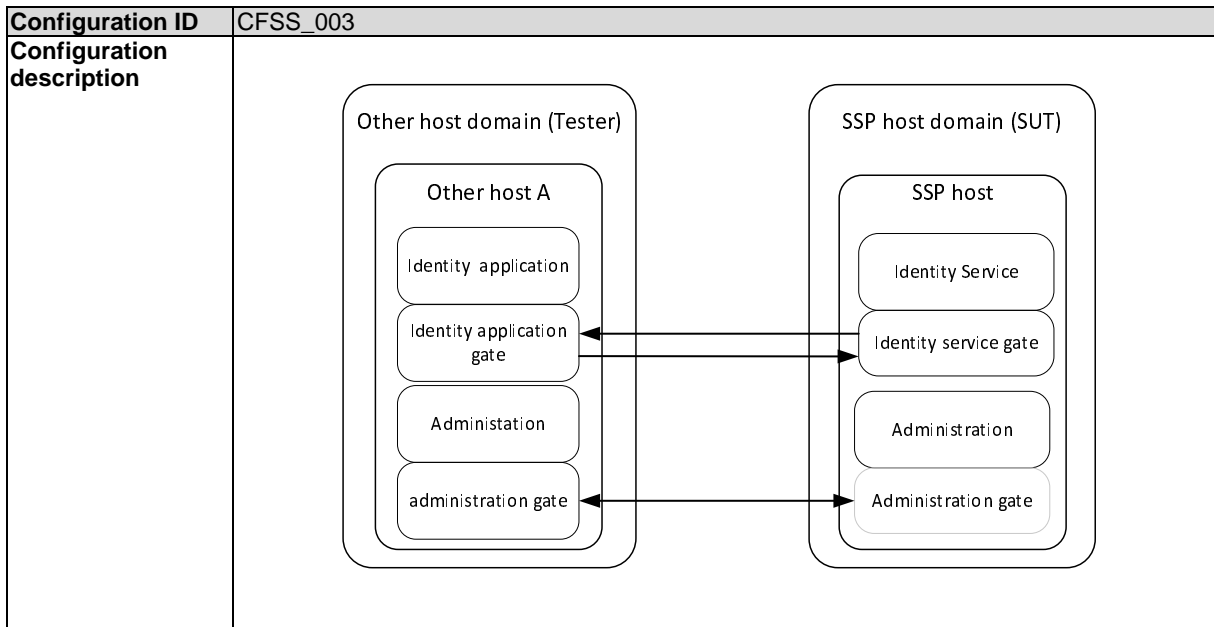 Configuration ID CFSS_003
Configuration
description
Other host domain (Tester)
Other host A
Identity application
Identity application
gate
Administation
administration gate
SSP host domain (SUT)
SSP host
Identity Service
Identity service gate
Administration
Administration gate